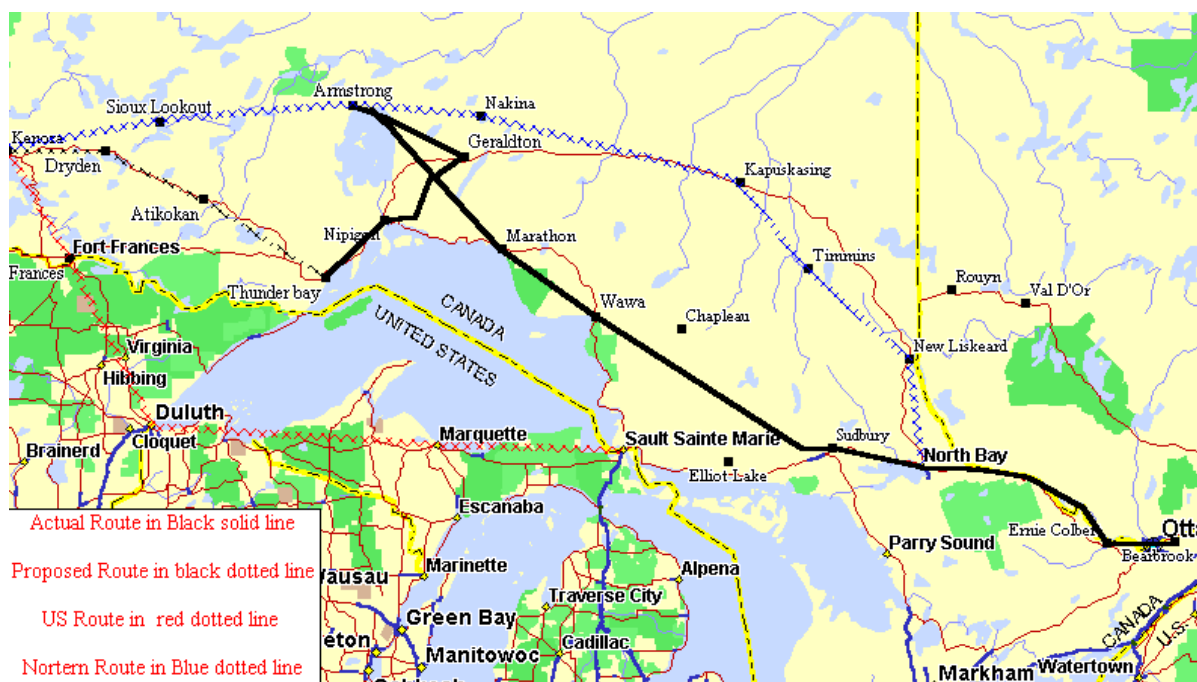 Armstrong
Sioux Lookout
Nakina
Kenora
Geraldton
Dryden
Kapuskasing
Atikokan
Nipigon
Marathon
Fort Frances
Frances
Timmins
Rouyn
Val D'Or
Thunder bay
CANADA
UNITED STATES
Wawa
Chapleau
New Liskeard
Virginia
Hibbing
Duluth
Cloquet
Brainerd
Marquette
Sault Sainte Marie
Sudbury
North Bay
Elliot Lake
Escanaba
Actual Route in Black solid line
Ernie Colber
Otta
Bearbrook
Parry Sound
Proposed Route in black dotted line
Wausau
Marinette
Alpena
Traverse City
US Route in red dotted line
Green Bay
eton
Cadillac
CANADA
U.S.
Nortern Route in Blue dotted line
Manitowoc
Markham
Watertown